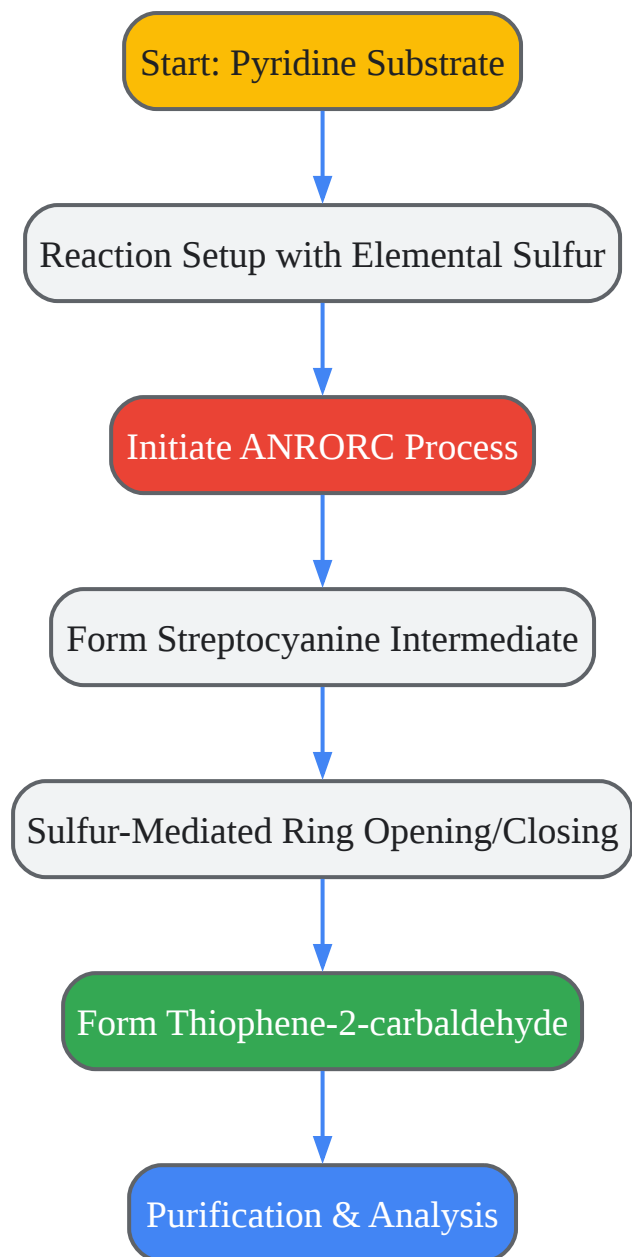 Start: Pyridine Substrate
Reaction Setup with Elemental Sulfur
Initiate ANRORC Process
Form Streptocyanine Intermediate
Sulfur-Mediated Ring Opening/Closing
Form Thiophene-2-carbaldehyde
Purification & Analysis